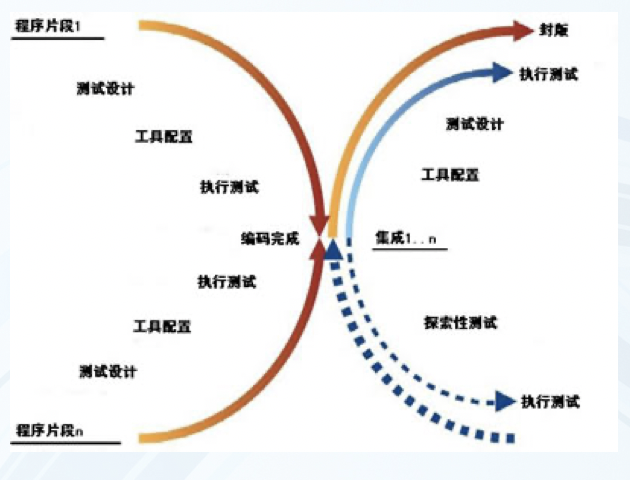 程序片段1
测试设计
工具配置
执行测试
编码完成
执行测试
工具配置
测试设计
程序片段n
封版
执行测试
测试设计
工具配置
集成1..n
探索性测试
执行测试